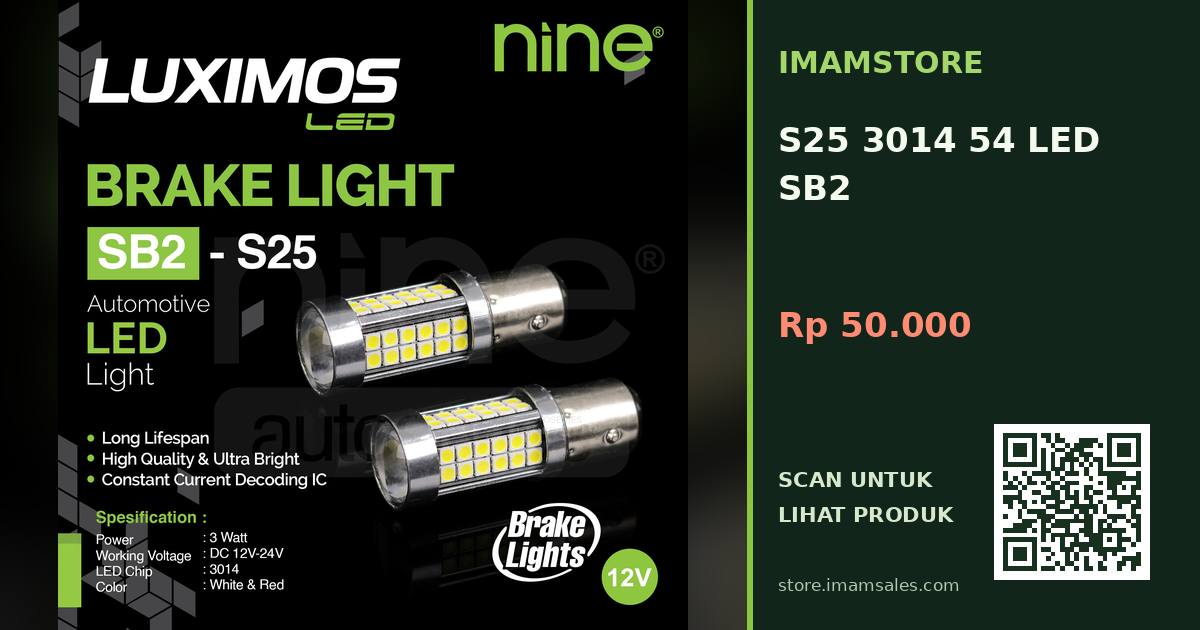 nine®
LUXIMOS
LED
BRAKE LIGHT
SB2 - S25
Automotive
LED
Light
• Long Lifespan
• High Quality & Ultra Bright
• Constant Current Decoding IC
Spesification :
Power : 3 Watt
Working Voltage : DC 12V-24V
LED Chip : 3014
Color : White & Red
Brake
Lights
12V
nine®
IMAMSTORE
S25 3014 54 LED
SB2
Rp 50.000
SCAN UNTUK
LIHAT PRODUK
store.imamsales.com